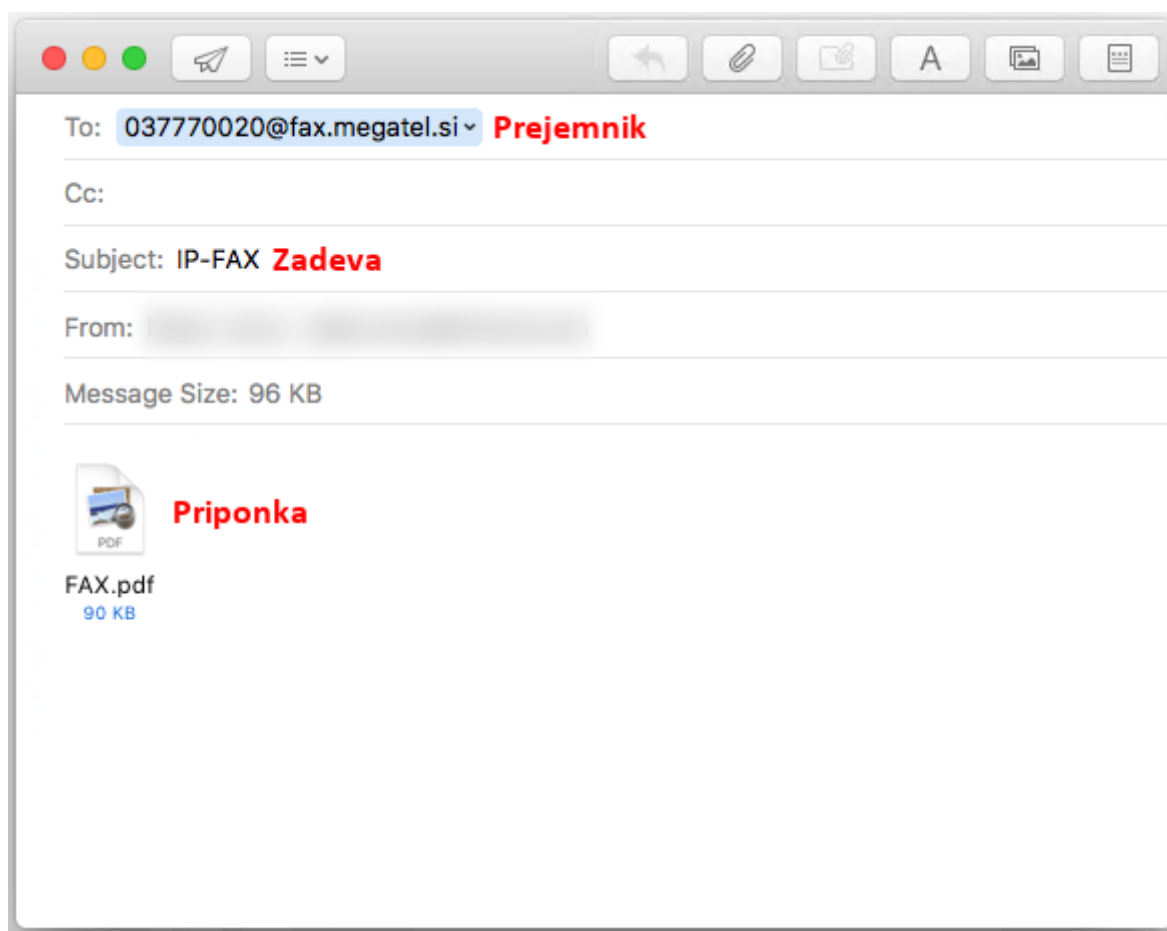 To: 037770020@fax.megatel.si Prejemnik
Cc:
Subject: IP-FAX Zadeva
From:
Message Size: 96 KB
PDF
Priponka
FAX.pdf
90 KB